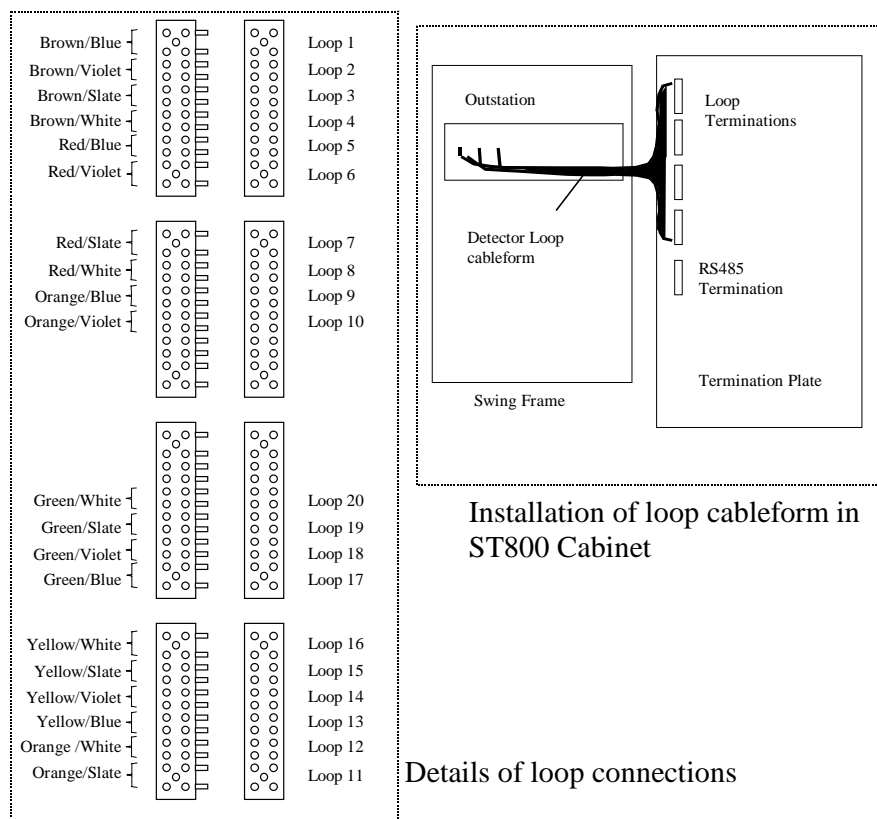 Brown/Blue Loop 1
Brown/Violet Loop 2
Brown/Slate Loop 3
Brown/White Loop 4
Red/Blue Loop 5
Red/Violet Loop 6
Red/Slate Loop 7
Red/White Loop 8
Orange/Blue Loop 9
Orange/Violet Loop 10
Green/White Loop 20
Green/Slate Loop 19
Green/Violet Loop 18
Green/Blue Loop 17
Yellow/White Loop 16
Yellow/Slate Loop 15
Yellow/Violet Loop 14
Yellow/Blue Loop 13
Orange /White Loop 12
Orange/Slate Loop 11
Outstation
Loop
Terminations
Detector Loop
cableform
RS485
Termination
Termination Plate
Swing Frame
Installation of loop cableform in
ST800 Cabinet
Details of loop connections